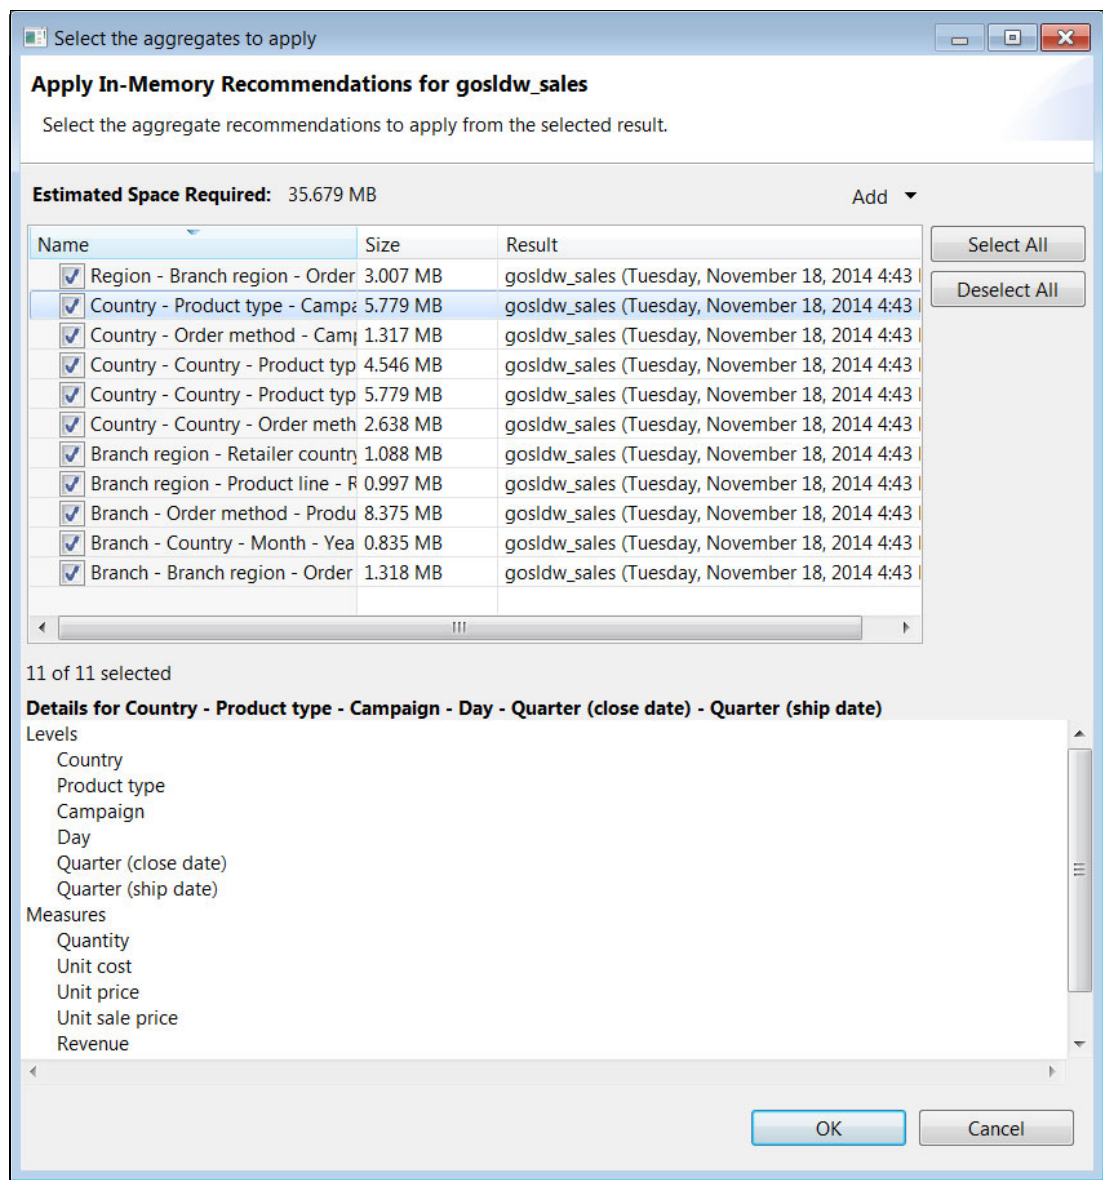 Select the aggregates to apply
Apply In-Memory Recommendations for gosldw_sales
Select the aggregate recommendations to apply from the selected result.
Estimated Space Required: 35.679 MB Add
Name Size Result Select All
Region - Branch region - Order 3.007 MB gosldw_sales (Tuesday, November 18, 2014 4:43
Deselect All
Country - Product type - Campa 5.779 MB gosldw_sales (Tuesday, November 18, 2014 4:43
Country - Order method - Camp 1.317 MB gosldw_sales (Tuesday, November 18, 2014 4:43
Country - Country - Product typ 4.546 MB gosldw_sales (Tuesday, November 18, 2014 4:43
Country - Country - Product typ 5.779 MB gosldw_sales (Tuesday, November 18, 2014 4:43
Country - Country - Order meth 2.638 MB gosldw_sales (Tuesday, November 18, 2014 4:43
Branch region - Retailer country 1.088 MB gosldw_sales (Tuesday, November 18, 2014 4:43
Branch region - Product line - R 0.997 MB gosldw_sales (Tuesday, November 18, 2014 4:43
Branch - Order method - Produ 8.375 MB gosldw_sales (Tuesday, November 18, 2014 4:43
Branch - Country - Month - Yea 0.835 MB gosldw_sales (Tuesday, November 18, 2014 4:43
Branch - Branch region - Order 1.318 MB gosldw_sales (Tuesday, November 18, 2014 4:43
11 of 11 selected
Details for Country - Product type - Campaign - Day - Quarter (close date) - Quarter (ship date)
Levels
Country
Product type
Campaign
Day
Quarter (close date)
Quarter (ship date)
Measures
Quantity
Unit cost
Unit price
Unit sale price
Revenue
OK Cancel